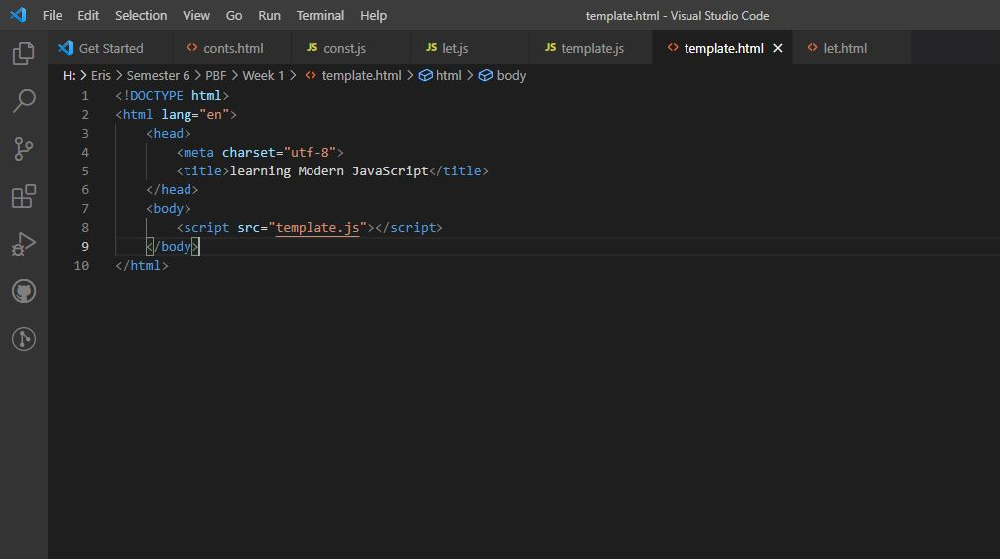 File Edit Selection View Go Run Terminal Help template.html - Visual Studio Code
Get Started <> conts.html JS const.js JS let.js JS template.js <> template.html × <> let.html
H: > Eris > Semester 6 > PBF > Week 1 > <> template.html > html > body
1 <!DOCTYPE html>
2 <html lang="en">
3 <head>
4 <meta charset="utf-8">
5 <title>learning Modern JavaScript</title>
6 </head>
7 <body>
8 <script src="template.js"></script>
9 </body>
10 </html>